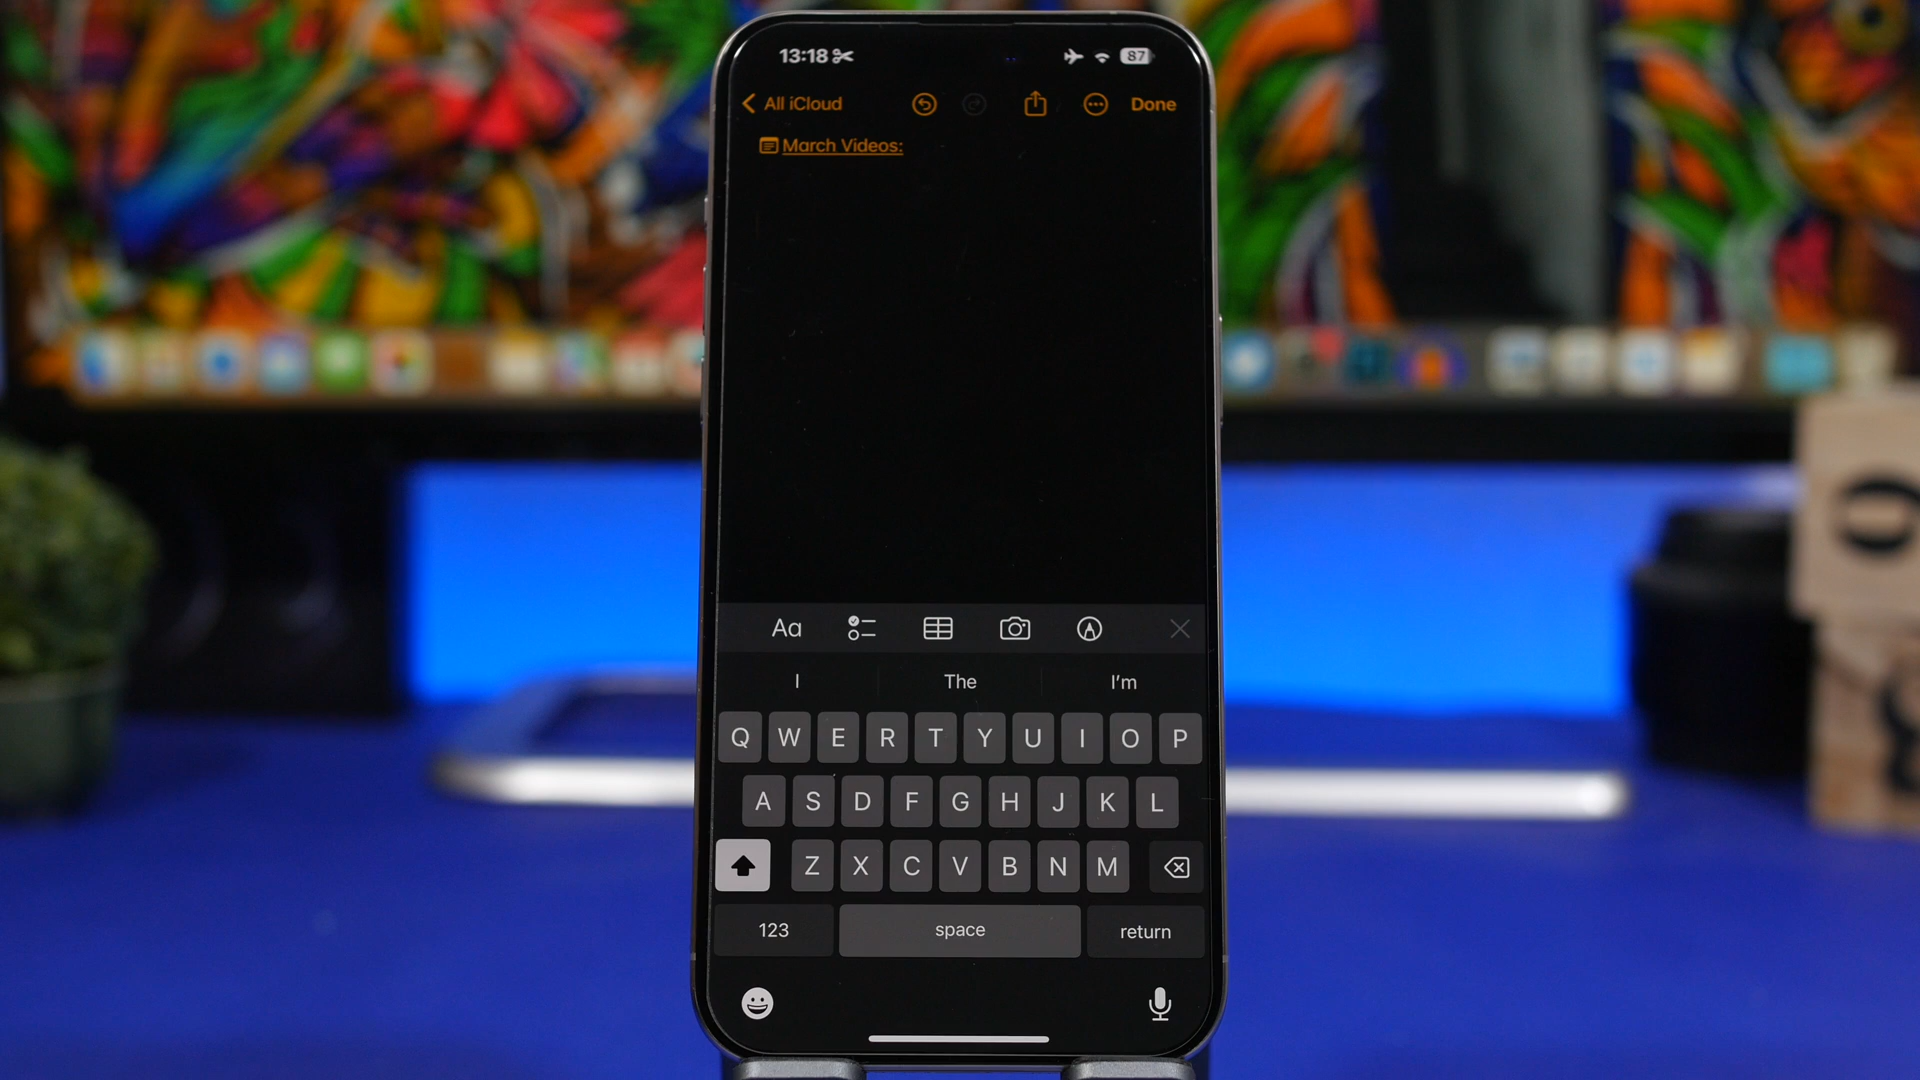 13:18 87
All iCloud Done
March Videos:
Aa
I The I'm
Q W E R T Y U I O P
A S D F G H J K L
Z X C V B N M
123 space return
O